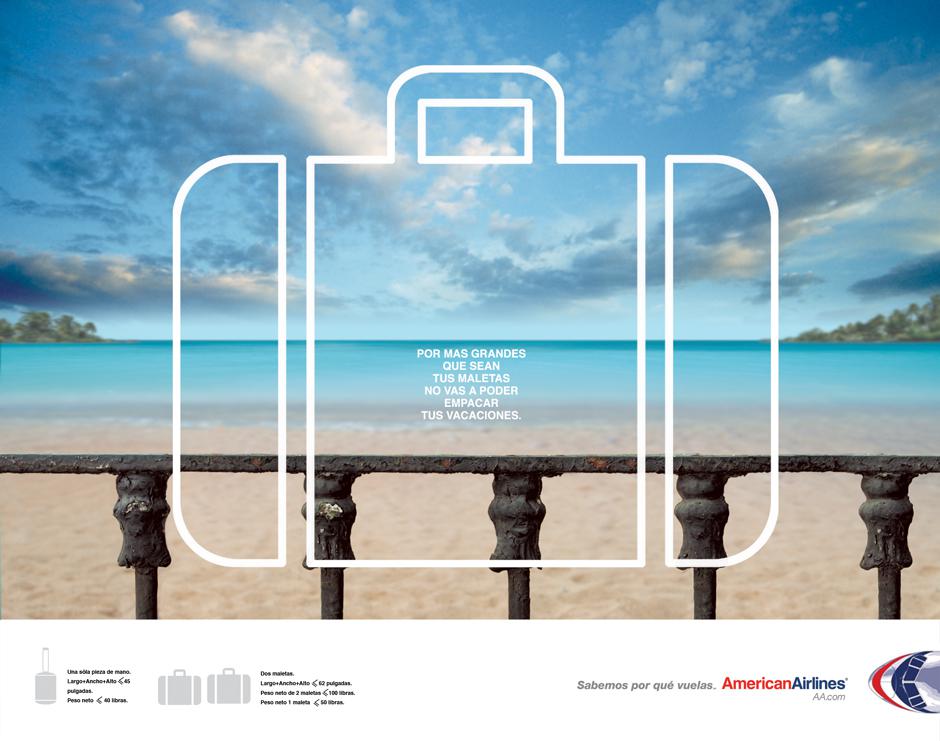 POR MAS GRANDES
QUE SEAN
TUS MALETAS
NO VAS A PODER
EMPACAR
TUS VACACIONES.
Una sóla pieza de mano.
Largo+Ancho+Alto ⩽45
pulgadas.
Peso neto ⩽ 40 libras.
Dos maletas.
Largo+Ancho+Alto ⩽ 62 pulgadas.
Peso neto de 2 maletas ⩽100 libras.
Peso neto 1 maleta ⩽ 50 libras.
Sabemos por qué vuelas. AmericanAirlines®
AA.com